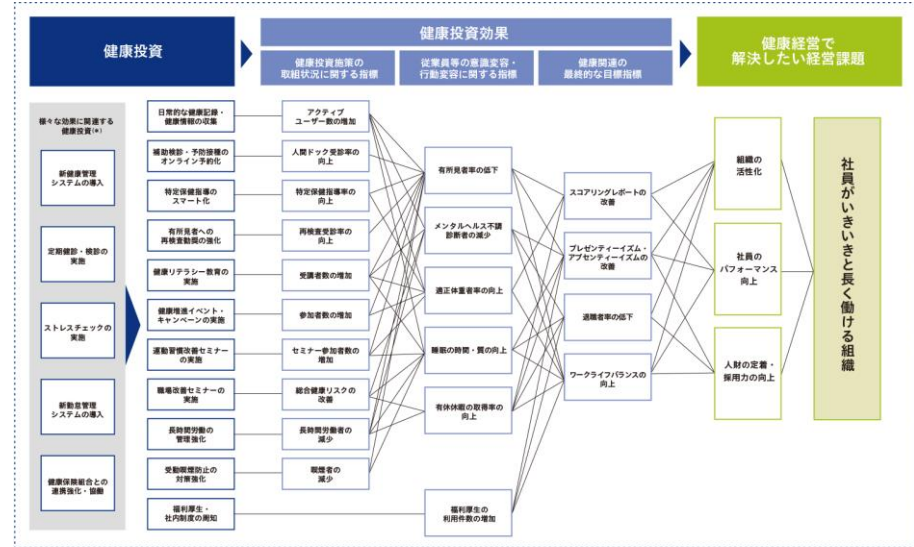 健康投資
健康投資効果
健康投資施策の
取組状況に関する指標
従業員等の意識変容・
行動変容に関する指標
健康関連の
最終的な目標指標
健康経営で
解決したい経営課題
様々な効果に関連する
健康投資(*)
新健康管理
システムの導入
定期健診・検診の
実施
ストレスチェックの
実施
新勤怠管理
システムの導入
健康保険組合との
連携強化・協働
日常的な健康記録・
健康情報の収集
補助検診・予防接種の
オンライン予約化
特定保健指導の
スマート化
有所見者への
再検査勧奨の強化
健康リテラシー教育の
実施
健康増進イベント・
キャンペーンの実施
運動習慣改善セミナー
の実施
職場改善セミナーの
実施
長時間労働の
管理強化
受動喫煙防止の
対策強化
福利厚生・
社内制度の周知
アクティブ
ユーザー数の増加
人間ドック受診率の
向上
特定保健指導率の
向上
再検査受診率の
向上
受講者数の増加
参加者数の増加
セミナー参加者数の
増加
総合健康リスクの
改善
長時間労働者の
減少
喫煙者の
減少
有所見者率の低下
メンタルヘルス不調
診断者の減少
適正体重者率の向上
睡眠の時間・質の向上
有休休暇の取得率の
向上
福利厚生の
利用件数の増加
スコアリングレポートの
改善
プレゼンティーイズム・
アブセンティーイズムの
改善
退職者率の低下
ワークライフバランスの
向上
組織の
活性化
社員の
パフォーマンス
向上
人財の定着・
採用力の向上
社員がいきいきと長く働ける組織